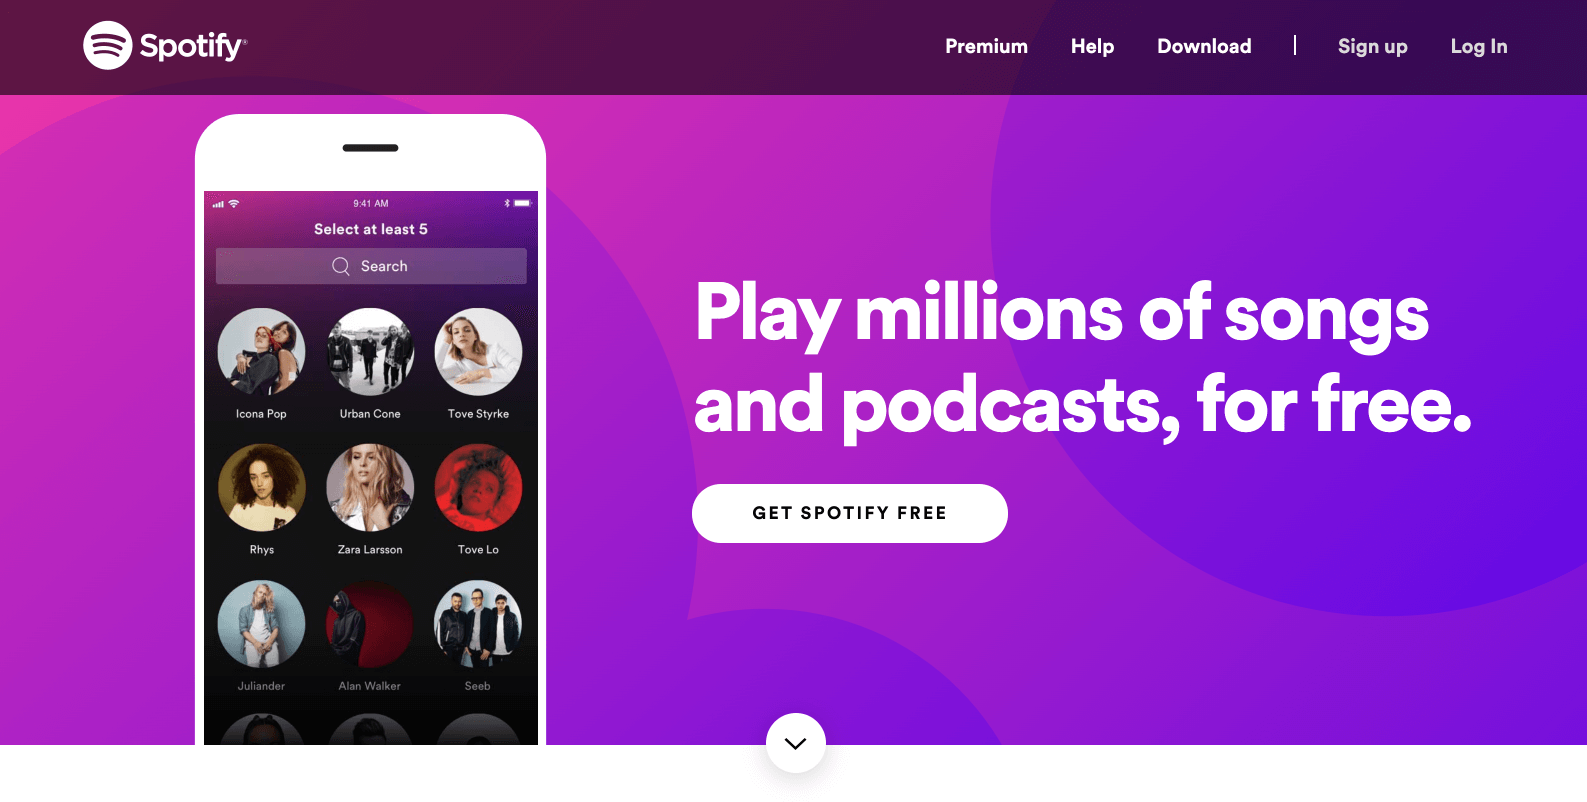 Spotify®
Premium
Help
Download
Sign up
Log In
9:41 AM
Select at least 5
Search
Icona Pop
Urban Cone
Tove Styrke
Rhys
Zara Larsson
Tove Lo
Juliander
Alan Walker
Seeb
Play millions of songs
and podcasts, for free.
GET SPOTIFY FREE